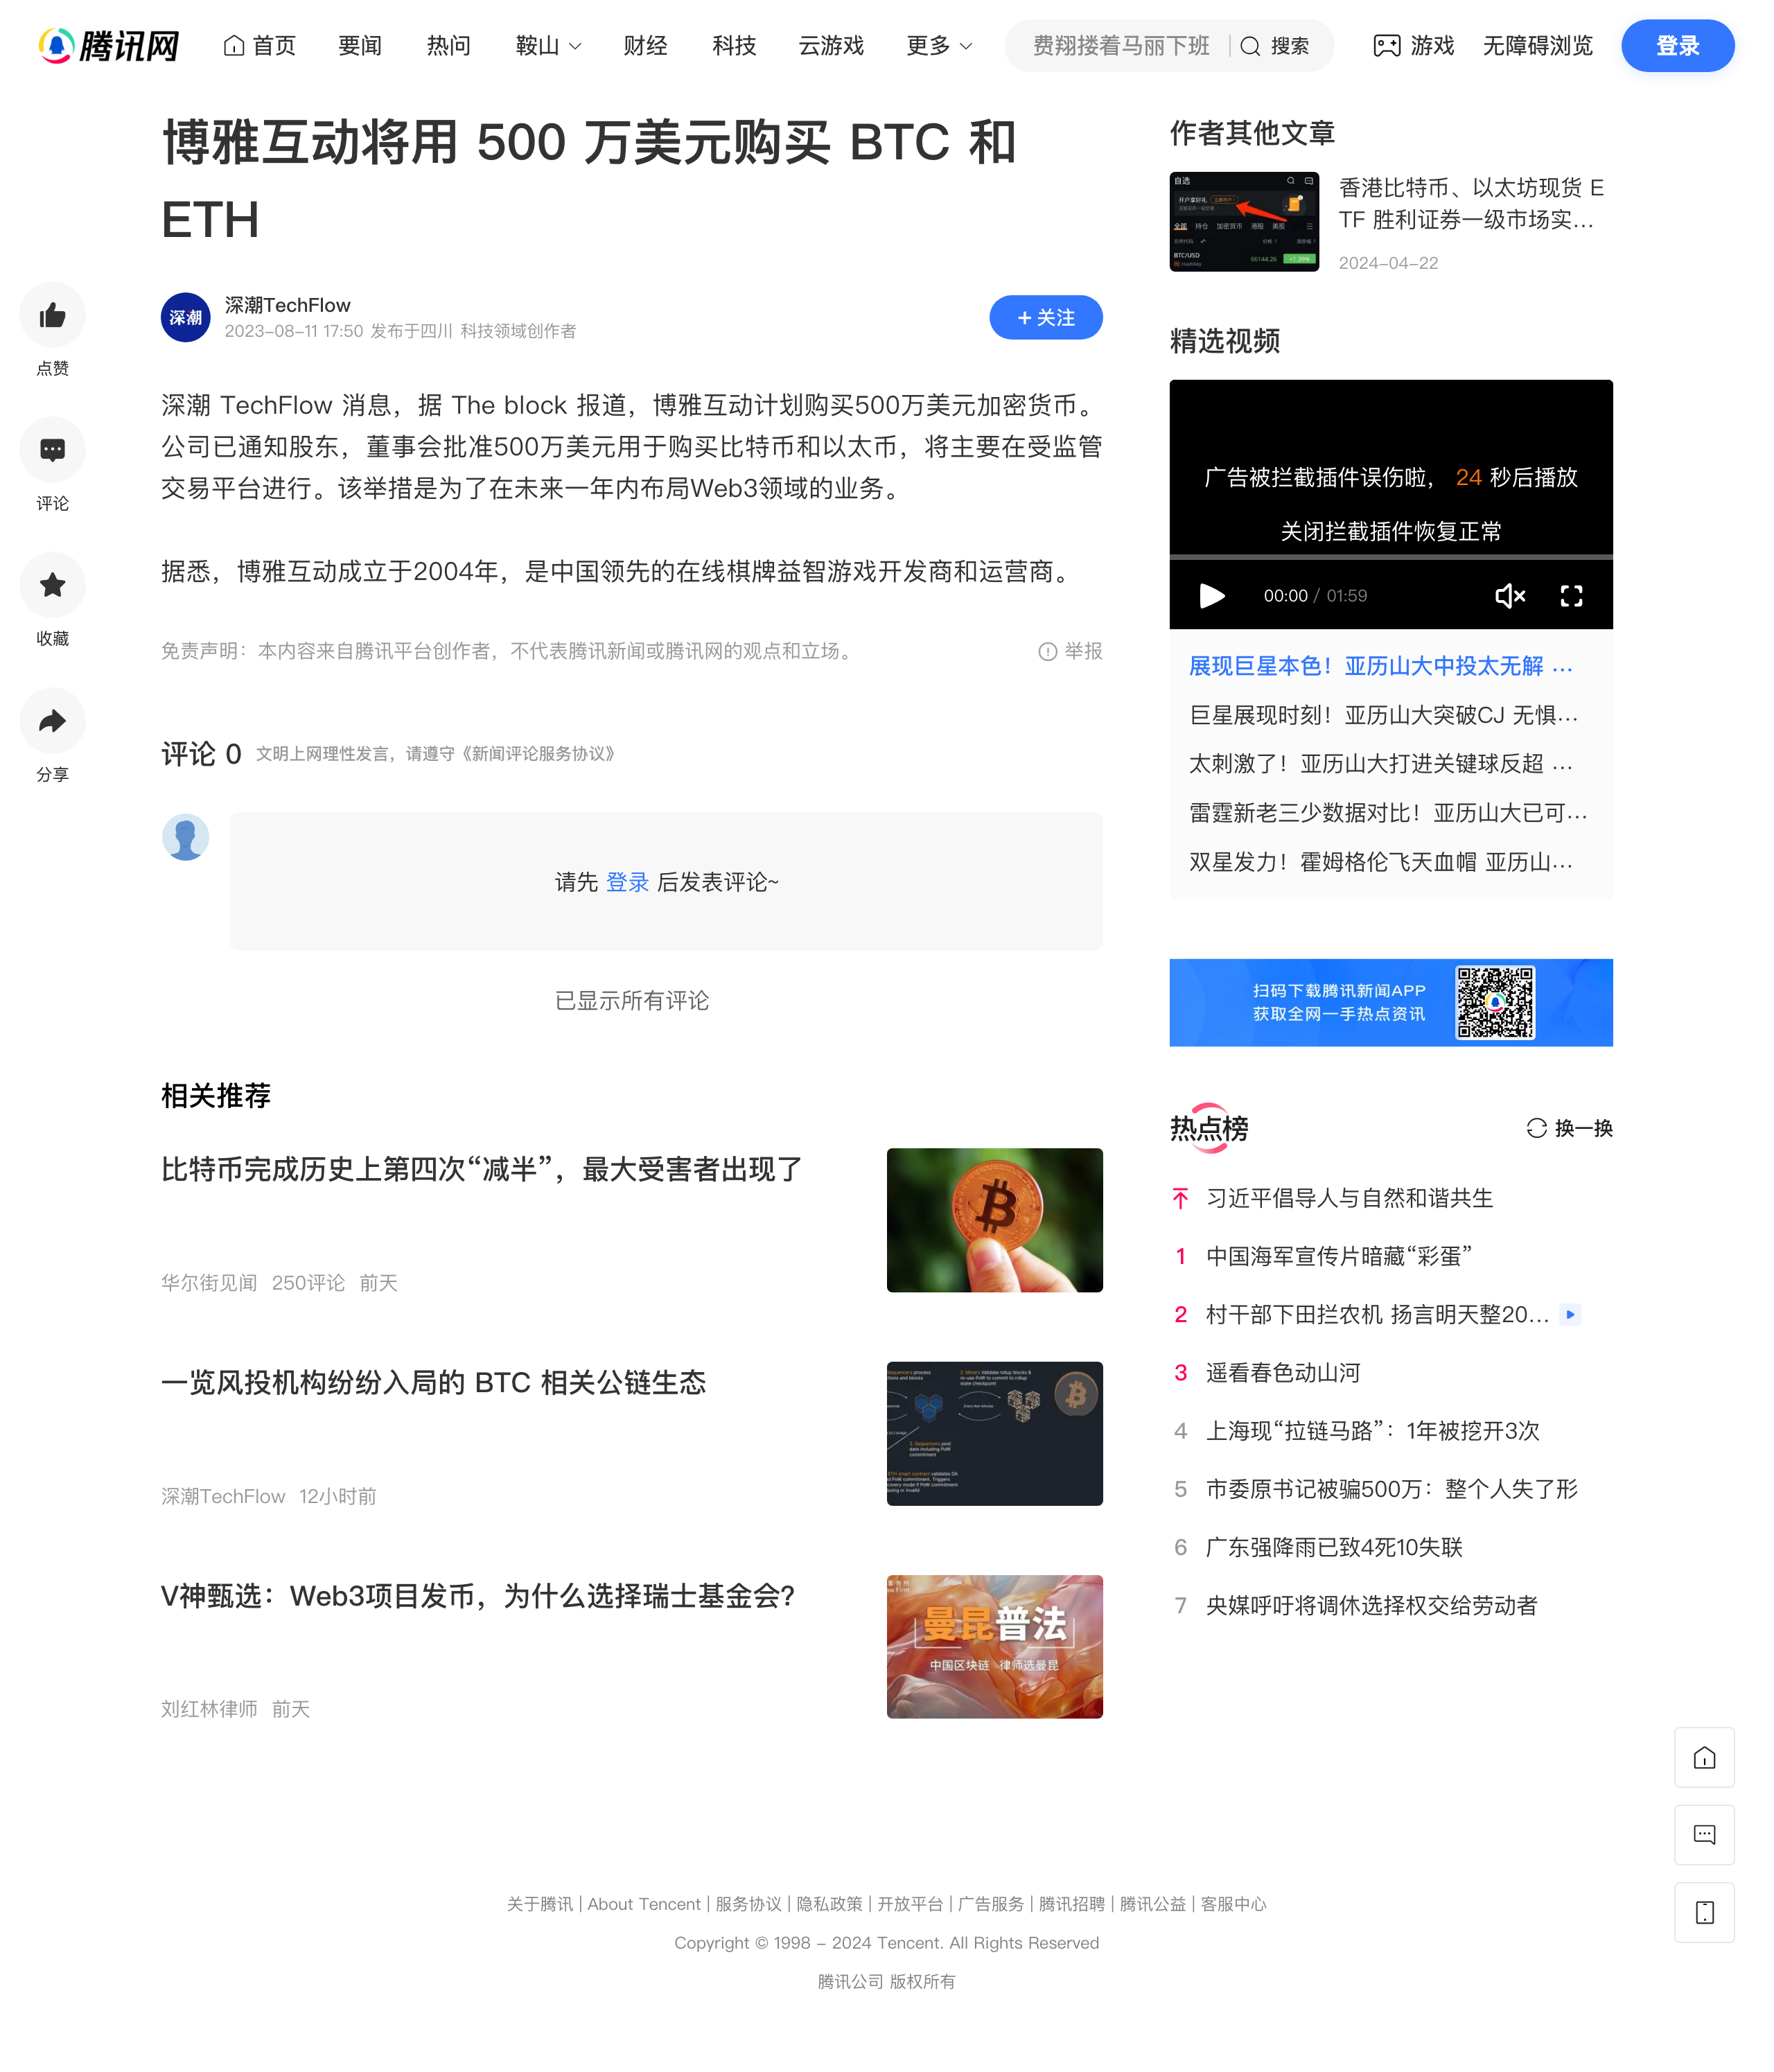 腾讯网
首页
要闻
热问
鞍山
财经
科技
云游戏
更多
费翔搂着马丽下班
搜索
游戏
无障碍浏览
登录
博雅互动将用 500 万美元购买 BTC 和
ETH
点赞
评论
收藏
分享
深潮
深潮TechFlow
2023-08-11 17:50 发布于四川 科技领域创作者
+ 关注
深潮 TechFlow 消息，据 The block 报道，博雅互动计划购买500万美元加密货币。
公司已通知股东，董事会批准500万美元用于购买比特币和以太币，将主要在受监管
交易平台进行。该举措是为了在未来一年内布局Web3领域的业务。
据悉，博雅互动成立于2004年，是中国领先的在线棋牌益智游戏开发商和运营商。
免责声明：本内容来自腾讯平台创作者，不代表腾讯新闻或腾讯网的观点和立场。
举报
评论 0 文明上网理性发言，请遵守《新闻评论服务协议》
请先 登录 后发表评论~
已显示所有评论
相关推荐
比特币完成历史上第四次“减半”，最大受害者出现了
华尔街见闻 250评论 前天
一览风投机构纷纷入局的 BTC 相关公链生态
深潮TechFlow 12小时前
V神甄选：Web3项目发币，为什么选择瑞士基金会?
曼昆普法
中国区块链 律师选曼昆
刘红林律师 前天
作者其他文章
自选
全部 持仓 加密货币 港股 美股
BTC/USD
HashKey
66144.26
+1.39%
香港比特币、以太坊现货 E
TF 胜利证券一级市场实…
2024-04-22
精选视频
广告被拦截插件误伤啦， 24 秒后播放
关闭拦截插件恢复正常
00:00 / 01:59
展现巨星本色！亚历山大中投太无解 …
巨星展现时刻！亚历山大突破CJ 无惧…
太刺激了！亚历山大打进关键球反超 …
雷霆新老三少数据对比！亚历山大已可…
双星发力！霍姆格伦飞天血帽 亚历山…
扫码下载腾讯新闻APP
获取全网一手热点资讯
热点榜
换一换
习近平倡导人与自然和谐共生
1 中国海军宣传片暗藏“彩蛋”
2 村干部下田拦农机 扬言明天整20…
3 遥看春色动山河
4 上海现“拉链马路”：1年被挖开3次
5 市委原书记被骗500万：整个人失了形
6 广东强降雨已致4死10失联
7 央媒呼吁将调休选择权交给劳动者
关于腾讯 | About Tencent | 服务协议 | 隐私政策 | 开放平台 | 广告服务 | 腾讯招聘 | 腾讯公益 | 客服中心
Copyright © 1998 - 2024 Tencent. All Rights Reserved
腾讯公司 版权所有